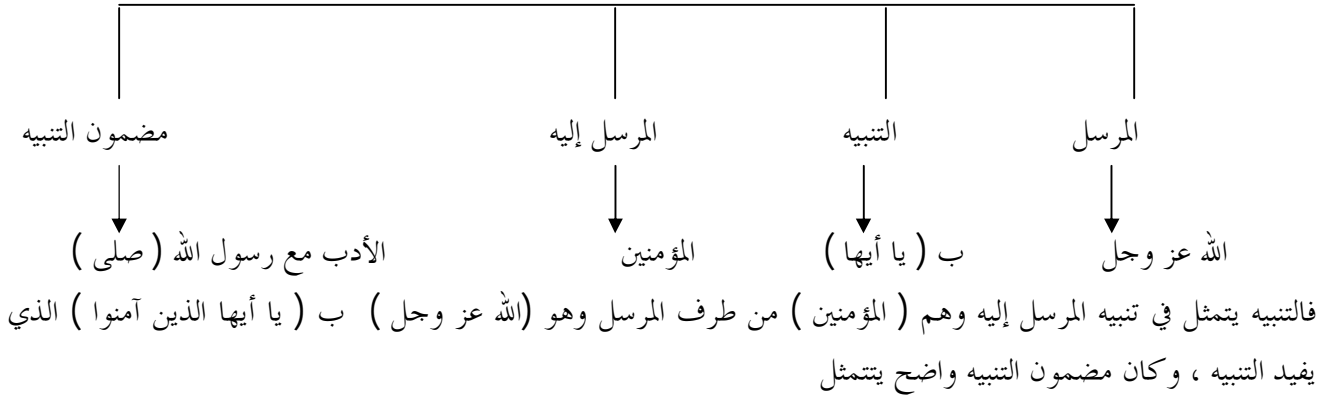 المرسل التنبيه المرسل إليه مضمون التنبيه
الله عز وجل ب ( يا أيها ) المؤمنين الأدب مع رسول الله ( صلى )
فالتنبيه يتمثل في تنبيه المرسل إليه وهم ( المؤمنين ) من طرف المرسل وهو (الله عز وجل ) ب ( يا أيها الذين آمنوا ) الذي
يفيد التنبيه ، وكان مضمون التنبيه واضح يتتمثل